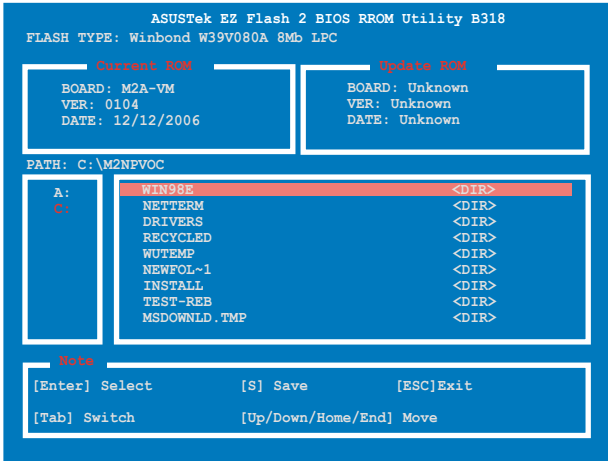 ASUSTek EZ Flash 2 BIOS RROM Utility B318
FLASH TYPE: Winbond W39V080A 8Mb LPC
Current ROM
BOARD: M2A-VM
VER: 0104
DATE: 12/12/2006
Update ROM
BOARD: Unknown
VER: Unknown
DATE: Unknown
PATH: C:\M2NPVOC
A:
C:
WIN98E <DIR>
NETTERM <DIR>
DRIVERS <DIR>
RECYCLED <DIR>
WUTEMP <DIR>
NEWFOL~1 <DIR>
INSTALL <DIR>
TEST-REB <DIR>
MSDOWNLD.TMP <DIR>
Note
[Enter] Select [S] Save [ESC]Exit
[Tab] Switch [Up/Down/Home/End] Move